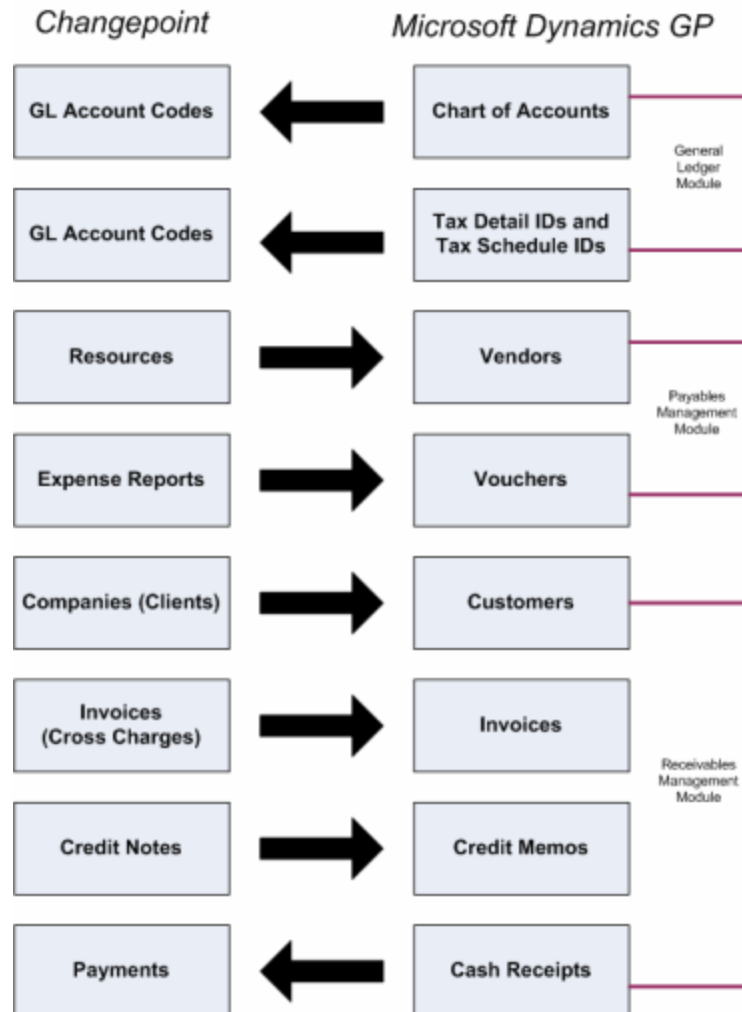 Changepoint
Microsoft Dynamics GP
GL Account Codes
Chart of Accounts
General
Ledger
Module
GL Account Codes
Tax Detail IDs and
Tax Schedule IDs
Resources
Vendors
Payables
Management
Module
Expense Reports
Vouchers
Companies (Clients)
Customers
Invoices
(Cross Charges)
Invoices
Receivables
Management
Module
Credit Notes
Credit Memos
Payments
Cash Receipts